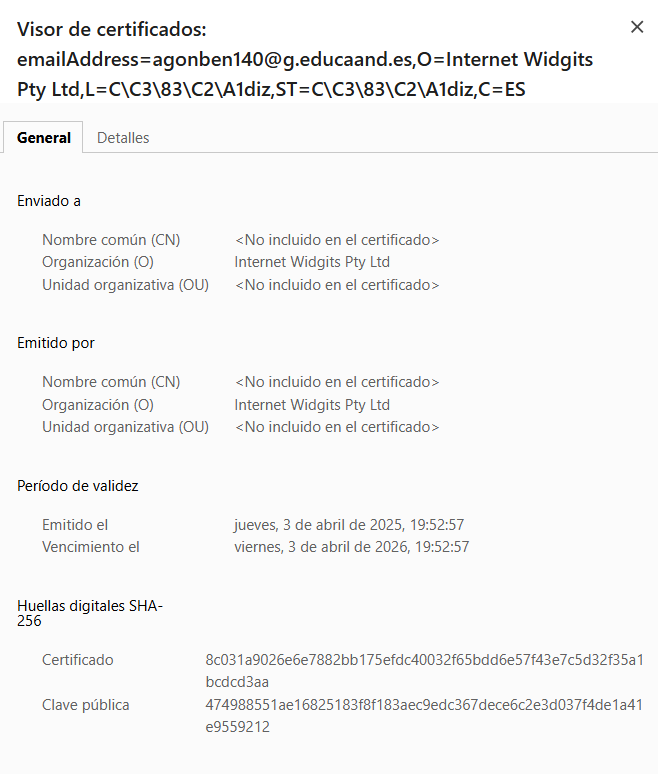 Visor de certificados:
emailAddress=agonben140@g.educaand.es,O=Internet Widgits
Pty Ltd,L=C\C3\83\C2\A1diz,ST=C\C3\83\C2\A1diz,C=ES
General Detalles
Enviado a
Nombre común (CN) <No incluido en el certificado>
Organización (O) Internet Widgits Pty Ltd
Unidad organizativa (OU) <No incluido en el certificado>
Emitido por
Nombre común (CN) <No incluido en el certificado>
Organización (O) Internet Widgits Pty Ltd
Unidad organizativa (OU) <No incluido en el certificado>
Período de validez
Emitido el jueves, 3 de abril de 2025, 19:52:57
Vencimiento el viernes, 3 de abril de 2026, 19:52:57
Huellas digitales SHA-
256
Certificado 8c031a9026e6e7882bb175efdc40032f65bdd6e57f43e7c5d32f35a1
bcdcd3aa
Clave pública 474988551ae16825183f8f183aec9edc367dece6c2e3d037f4de1a41
e9559212